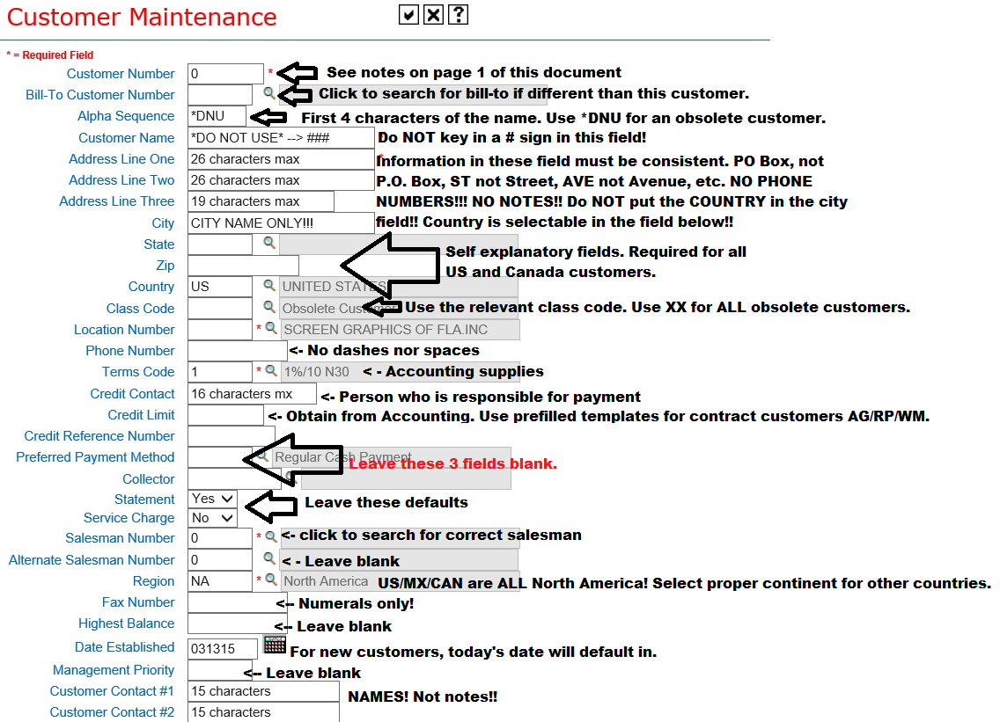 Customer Maintenance ?
* = Required Field
Customer Number 0 * See notes on page 1 of this document
Bill-To Customer Number Click to search for bill-to if different than this customer.
Alpha Sequence *DNU First 4 characters of the name. Use *DNU for an obsolete customer.
Customer Name *DO NOT USE* --> ### Do NOT key in a # sign in this field!
Address Line One 26 characters max * Information in these field must be consistent. PO Box, not
Address Line Two 26 characters max P.O. Box, ST not Street, AVE not Avenue, etc. NO PHONE
Address Line Three 19 characters max NUMBERS!!! NO NOTES!! Do NOT put the COUNTRY in the city
City CITY NAME ONLY!!! field!! Country is selectable in the field below!!
State Self explanatory fields. Required for all
Zip US and Canada customers.
Country US UNITED STATES
Class Code Obsolete Customer Use the relevant class code. Use XX for ALL obsolete customers.
Location Number * SCREEN GRAPHICS OF FLA.INC
Phone Number <- No dashes nor spaces
Terms Code 1 * 1%/10 N30 < - Accounting supplies
Credit Contact 16 characters mx <- Person who is responsible for payment
Credit Limit <- Obtain from Accounting. Use prefilled templates for contract customers AG/RP/WM.
Credit Reference Number
Preferred Payment Method Regular Cash Payment Leave these 3 fields blank.
Collector
Statement Yes Leave these defaults
Service Charge No
Salesman Number 0 * <- click to search for correct salesman
Alternate Salesman Number 0 < - Leave blank
Region NA * North America US/MX/CAN are ALL North America! Select proper continent for other countries.
Fax Number <-- Numerals only!
Highest Balance <-- Leave blank
Date Established 031315 For new customers, today's date will default in.
Management Priority <-- Leave blank
Customer Contact #1 15 characters NAMES! Not notes!!
Customer Contact #2 15 characters